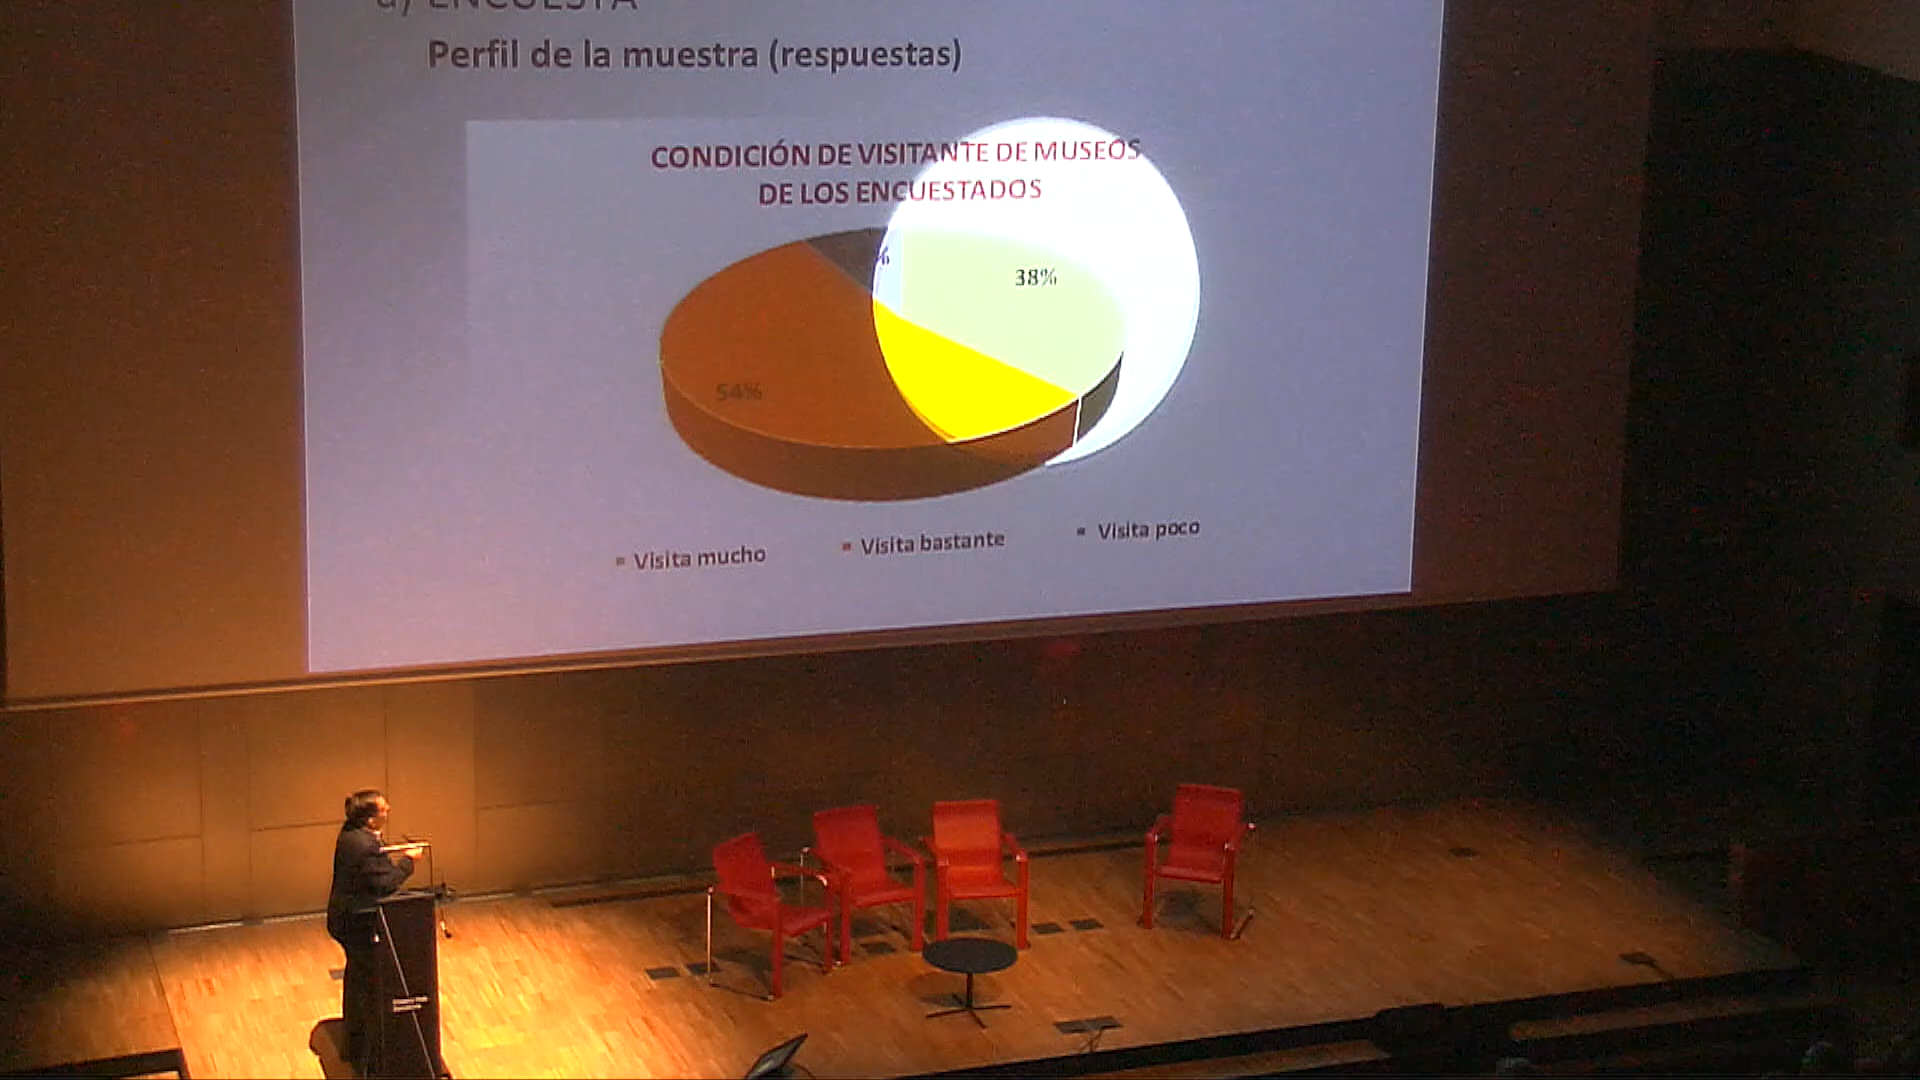 a) ENCUESTA
Perfil de la muestra (respuestas)
CONDICIÓN DE VISITANTE DE MUSEOS
DE LOS ENCUESTADOS
%
38%
54%
Visita mucho
Visita bastante
Visita poco